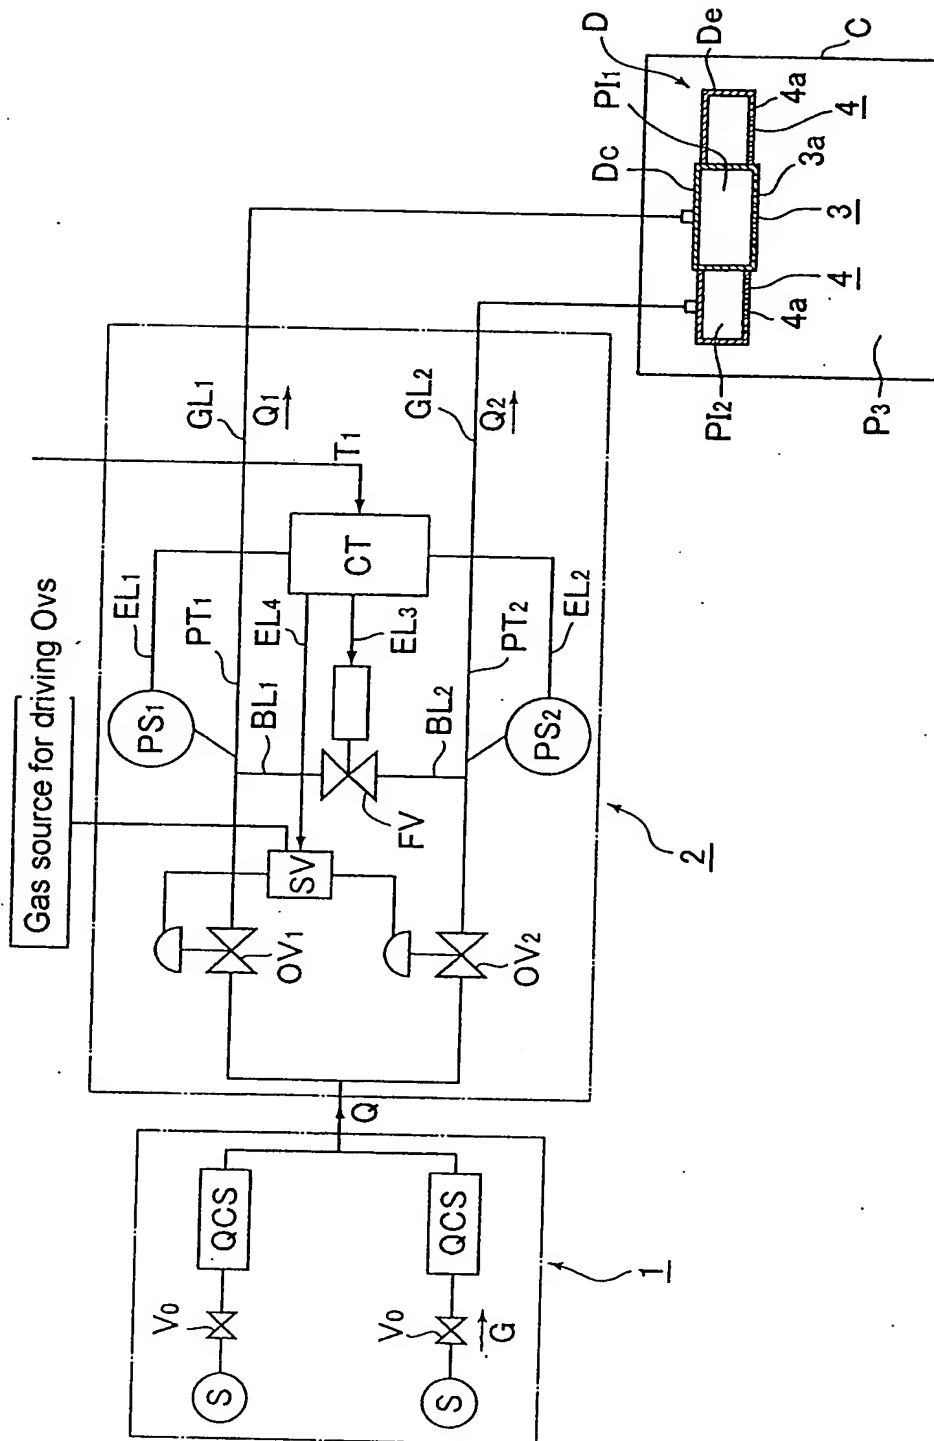 Gas source for driving Ovs
S
V0
QCS
S
V0
G
QCS
1
Q
OV1
SV
OV2
FV
BL1
BL2
PS1
PT1
EL1
EL4
EL3
PS2
PT2
EL2
CT
T1
GL1
Q1
GL2
Q2
2
D
De
C
PI1
Dc
4a
4
3a
3
4
4a
PI2
P3